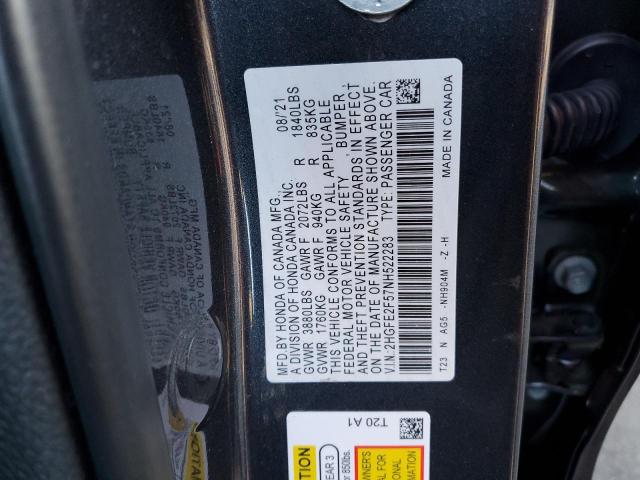 MFD.BY HONDA OF CANADA MFG., 08/'21
A DIVISION OF HONDA CANADA INC.
GVWR 3880LBS GAWR F 2072LBS R 1840LBS
GVWR 1760KG GAWR F 940KG R 835KG
THIS VEHICLE CONFORMS TO ALL APPLICABLE
FEDERAL MOTOR VEHICLE SAFETY BUMPER,
AND THEFT PREVENTION STANDARDS IN EFFECT
ON THE DATE OF MANUFACTURE SHOWN ABOVE.
V.I.N.:2HGFE2F57NH522283 TYPE: PASSENGER CAR
T23 N AG5 -NH904M -Z -H MADE IN CANADA
T20 A1